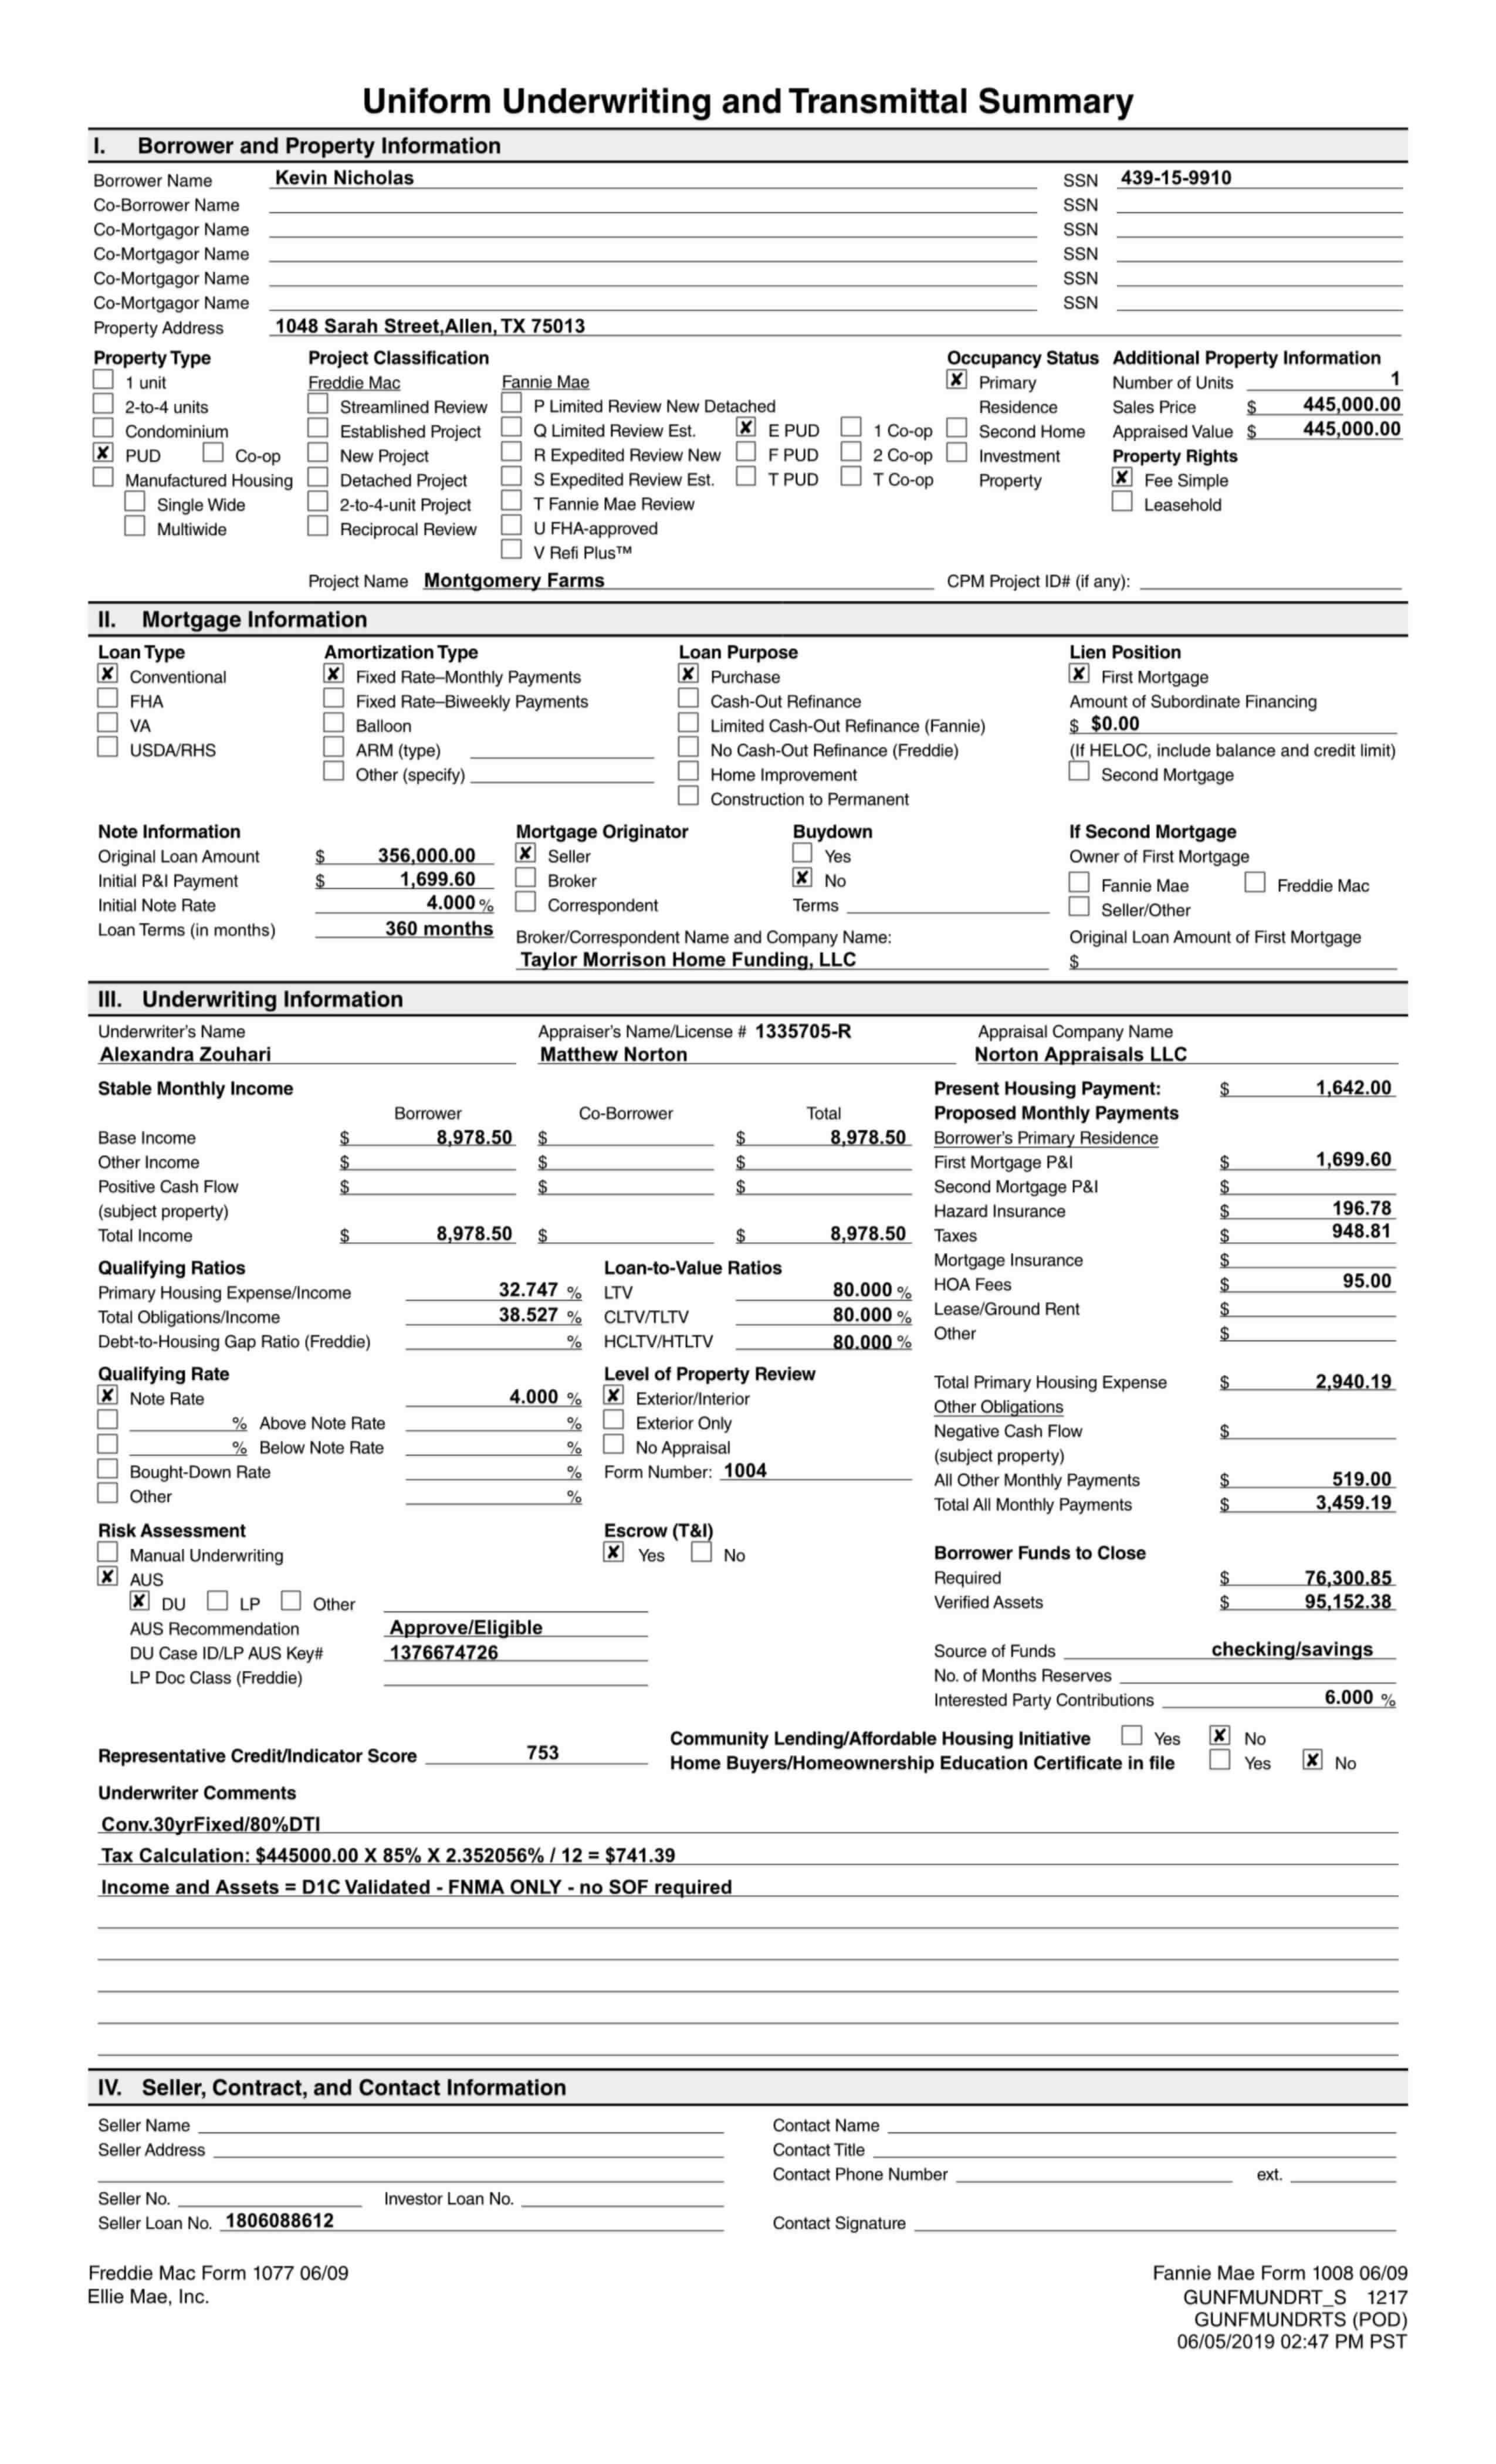 Uniform Underwriting and Transmittal Summary
I. Borrower and Property Information
Borrower Name Kevin Nicholas SSN 439-15-9910
Co-Borrower Name SSN
Co-Mortgagor Name SSN
Co-Mortgagor Name SSN
Co-Mortgagor Name SSN
Co-Mortgagor Name SSN
Property Address 1048 Sarah Street,Allen, TX 75013
Property Type Project Classification Occupancy Status Additional Property Information
1 unit Freddie Mac Fannie Mae ✘ Primary Number of Units 1
2-to-4 units Streamlined Review P Limited Review New Detached Residence Sales Price $ 445,000.00
Condominium Established Project Q Limited Review Est. ✘ E PUD 1 Co-op Second Home Appraised Value $ 445,000.00
✘ PUD Co-op New Project R Expedited Review New F PUD 2 Co-op Investment Property Rights
Manufactured Housing Detached Project S Expedited Review Est. T PUD T Co-op Property ✘ Fee Simple
Single Wide 2-to-4-unit Project T Fannie Mae Review Leasehold
Multiwide Reciprocal Review U FHA-approved
V Refi Plus™
Project Name Montgomery Farms CPM Project ID# (if any):
II. Mortgage Information
Loan Type Amortization Type Loan Purpose Lien Position
✘ Conventional ✘ Fixed Rate–Monthly Payments ✘ Purchase ✘ First Mortgage
FHA Fixed Rate–Biweekly Payments Cash-Out Refinance Amount of Subordinate Financing
VA Balloon Limited Cash-Out Refinance (Fannie) $ $0.00
USDA/RHS ARM (type) No Cash-Out Refinance (Freddie) (If HELOC, include balance and credit limit)
Other (specify) Home Improvement Second Mortgage
Construction to Permanent
Note Information Mortgage Originator Buydown If Second Mortgage
Original Loan Amount $ 356,000.00 ✘ Seller Yes Owner of First Mortgage
Initial P&I Payment $ 1,699.60 Broker ✘ No Fannie Mae Freddie Mac
Initial Note Rate 4.000 % Correspondent Terms Seller/Other
Loan Terms (in months) 360 months Broker/Correspondent Name and Company Name: Original Loan Amount of First Mortgage
Taylor Morrison Home Funding, LLC $
III. Underwriting Information
Underwriter's Name Appraiser's Name/License # 1335705-R Appraisal Company Name
Alexandra Zouhari Matthew Norton Norton Appraisals LLC
Stable Monthly Income Present Housing Payment: $ 1,642.00
Borrower Co-Borrower Total Proposed Monthly Payments
Base Income $ 8,978.50 $ $ 8,978.50 Borrower's Primary Residence
Other Income $ $ $ First Mortgage P&I $ 1,699.60
Positive Cash Flow $ $ $ Second Mortgage P&I $
(subject property) Hazard Insurance $ 196.78
Total Income $ 8,978.50 $ $ 8,978.50 Taxes $ 948.81
Qualifying Ratios Loan-to-Value Ratios Mortgage Insurance $
Primary Housing Expense/Income 32.747 % LTV 80.000 % HOA Fees $ 95.00
Total Obligations/Income 38.527 % CLTV/TLTV 80.000 % Lease/Ground Rent $
Debt-to-Housing Gap Ratio (Freddie) % HCLTV/HTLTV 80.000 % Other $
Qualifying Rate Level of Property Review Total Primary Housing Expense $ 2,940.19
✘ Note Rate 4.000 % ✘ Exterior/Interior Other Obligations
% Above Note Rate % Exterior Only Negative Cash Flow $
% Below Note Rate % No Appraisal (subject property)
Bought-Down Rate % Form Number: 1004 All Other Monthly Payments $ 519.00
Other % Total All Monthly Payments $ 3,459.19
Risk Assessment Escrow (T&I)
Manual Underwriting ✘ Yes No Borrower Funds to Close
✘ AUS Required $ 76,300.85
✘ DU LP Other Verified Assets $ 95,152.38
AUS Recommendation Approve/Eligible
DU Case ID/LP AUS Key# 1376674726 Source of Funds checking/savings
LP Doc Class (Freddie) No. of Months Reserves
Interested Party Contributions 6.000 %
Community Lending/Affordable Housing Initiative Yes ✘ No
Representative Credit/Indicator Score 753 Home Buyers/Homeownership Education Certificate in file Yes ✘ No
Underwriter Comments
Conv.30yrFixed/80%DTI
Tax Calculation: $445000.00 X 85% X 2.352056% / 12 = $741.39
Income and Assets = D1C Validated - FNMA ONLY - no SOF required
IV. Seller, Contract, and Contact Information
Seller Name Contact Name
Seller Address Contact Title
Contact Phone Number ext.
Seller No. Investor Loan No.
Seller Loan No. 1806088612 Contact Signature
Freddie Mac Form 1077 06/09 Fannie Mae Form 1008 06/09
Ellie Mae, Inc. GUNFMUNDRT_S 1217
GUNFMUNDRTS (POD)
06/05/2019 02:47 PM PST